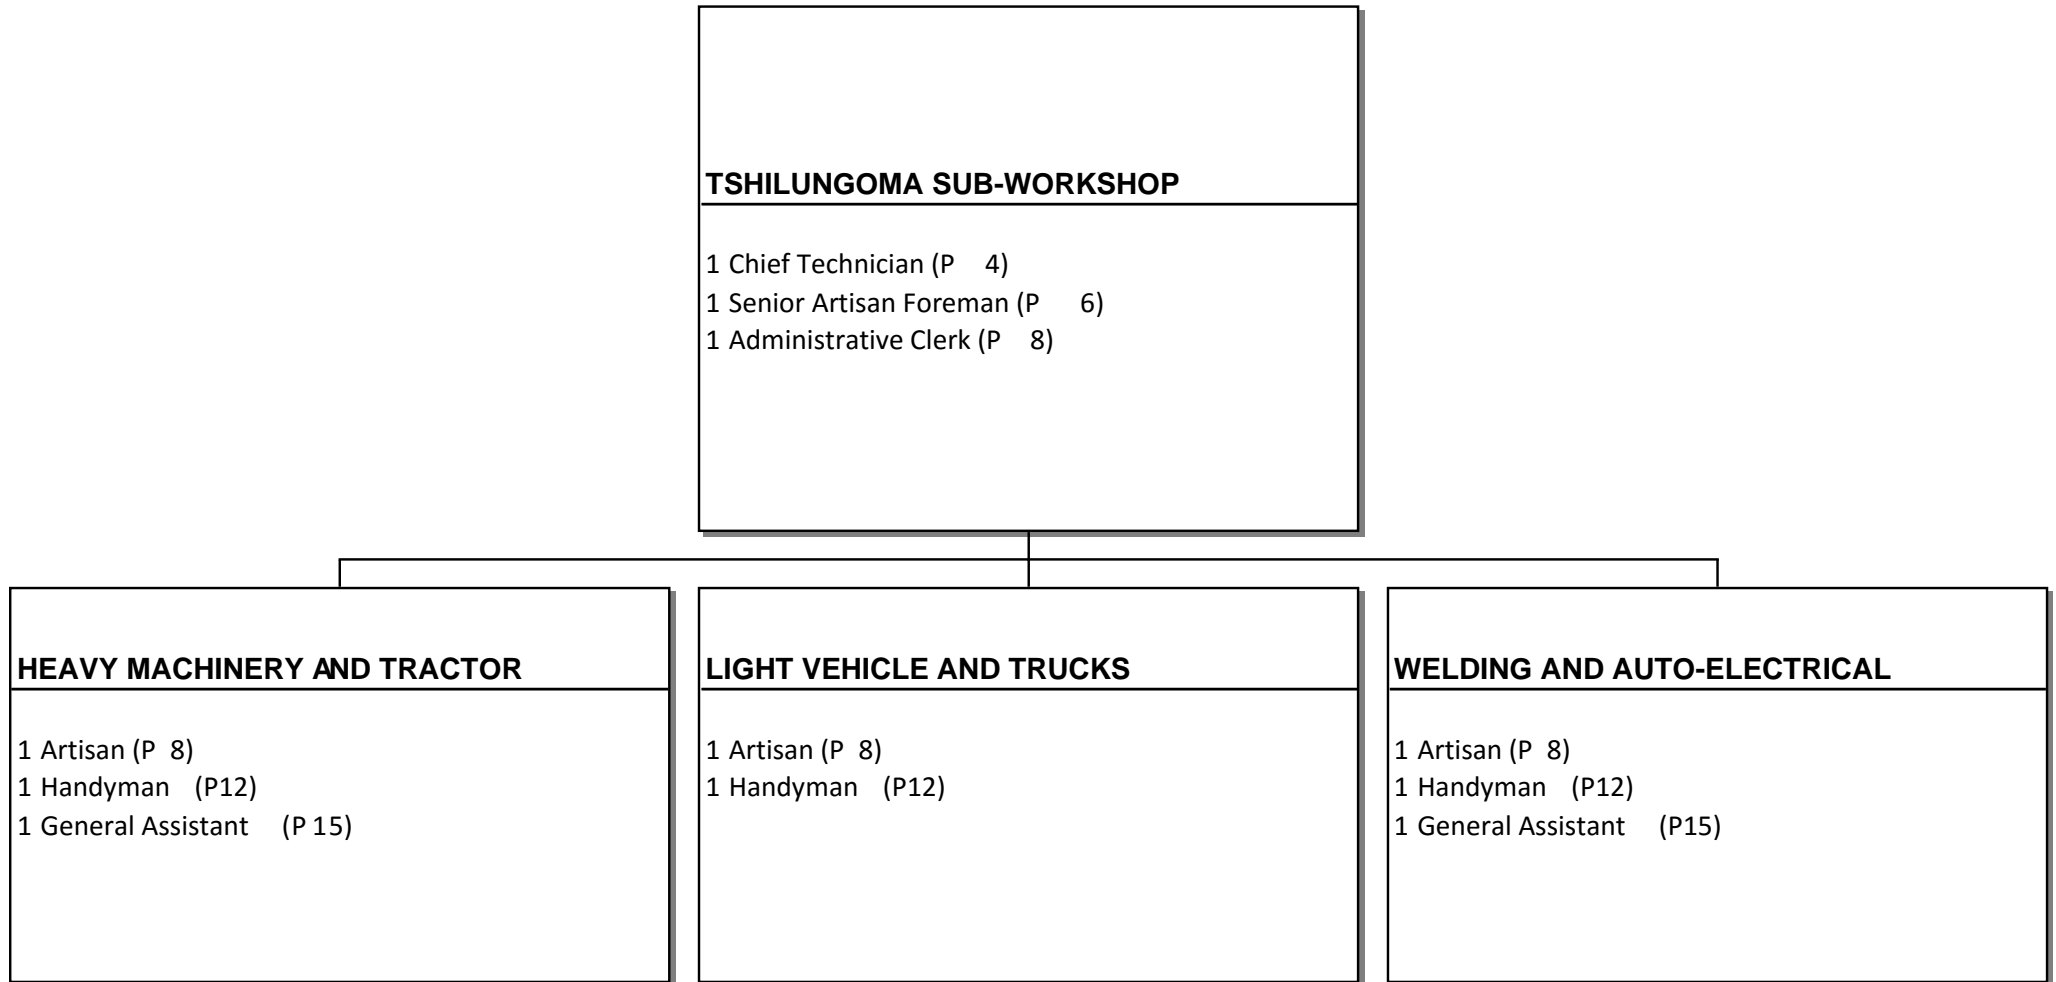 TSHILUNGOMA SUB-WORKSHOP
1 Chief Technician (P 4)
1 Senior Artisan Foreman (P 6)
1 Administrative Clerk (P 8)
HEAVY MACHINERY AND TRACTOR
1 Artisan (P 8)
1 Handyman (P12)
1 General Assistant (P 15)
LIGHT VEHICLE AND TRUCKS
1 Artisan (P 8)
1 Handyman (P12)
WELDING AND AUTO-ELECTRICAL
1 Artisan (P 8)
1 Handyman (P12)
1 General Assistant (P15)